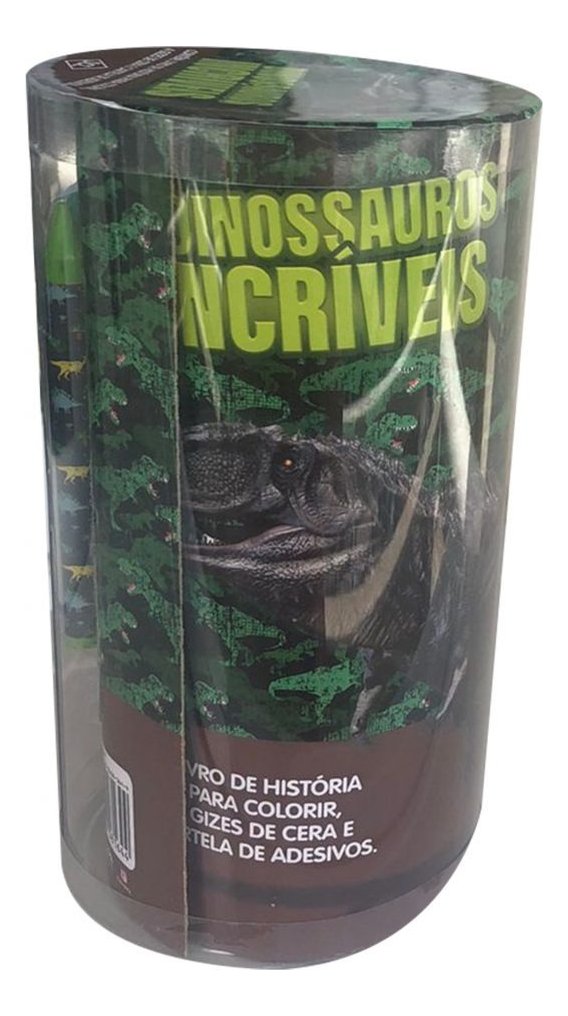 INOSSAUROS
NCRÍVEIS
VRO DE HISTÓRIA
PARA COLORIR,
GIZES DE CERA E
RTELA DE ADESIVOS.